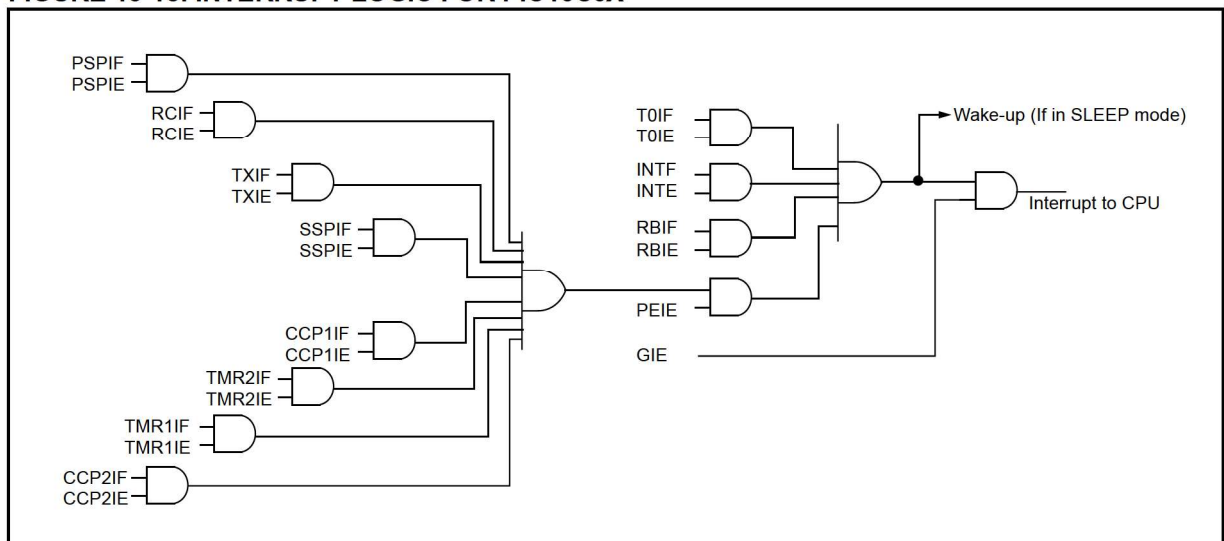 PSPIF
PSPIE
RCIF
RCIE
TXIF
TXIE
SSPIF
SSPIE
CCP1IF
CCP1IE
TMR2IF
TMR2IE
TMR1IF
TMR1IE
CCP2IF
CCP2IE
T0IF
T0IE
INTF
INTE
RBIF
RBIE
PEIE
GIE
Wake-up (If in SLEEP mode)
Interrupt to CPU